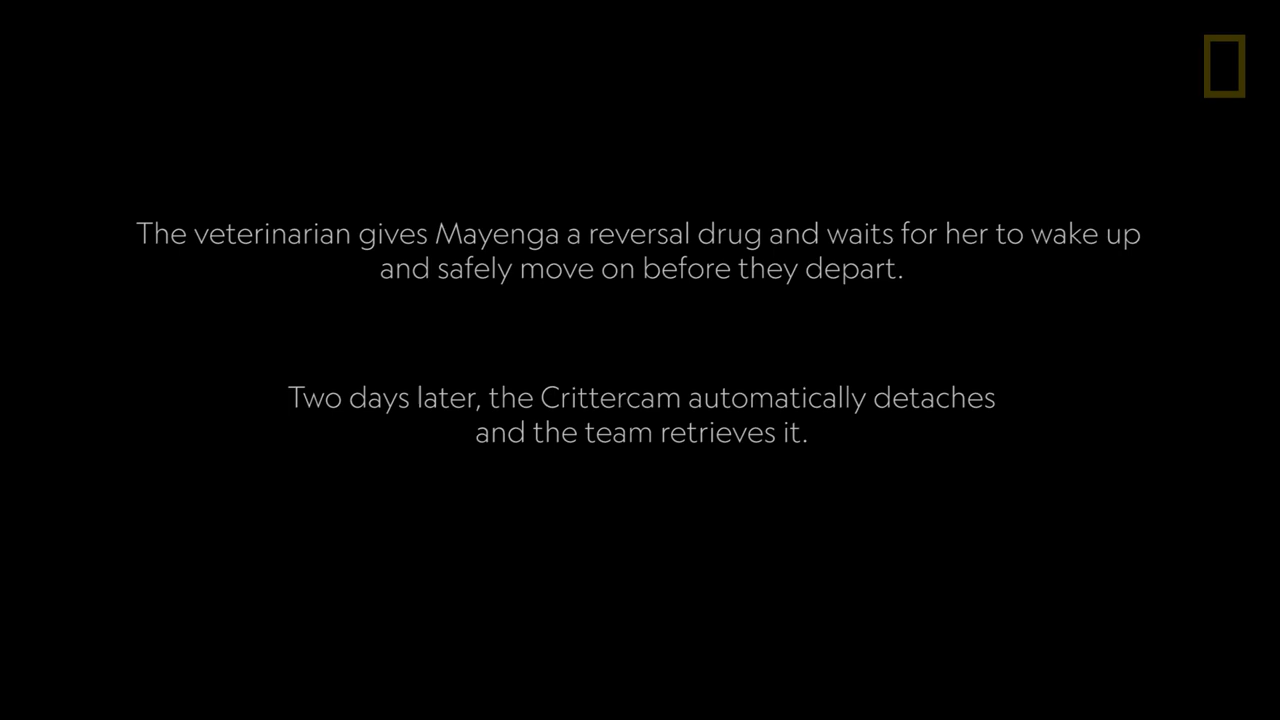 The veterinarian gives Mayenga a reversal drug and waits for her to wake up
and safely move on before they depart.
Two days later, the Crittercam automatically detaches
and the team retrieves it.